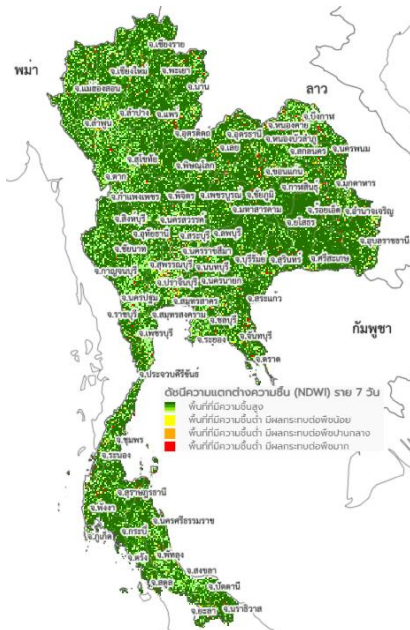 พม่า
ลาว
กัมพูชา
จ.เชียงราย
จ.เชียงใหม่
จ.พะเยา
จ.แม่ฮ่องสอน
จ.น่าน
จ.ลำปาง
จ.แพร่
จ.ลำพูน
จ.อุตรดิตถ์
จ.สุโขทัย
จ.ตาก
จ.พิษณุโลก
จ.กำแพงเพชร
จ.พิจิตร
จ.เพชรบูรณ์
จ.เลย
จ.อุดรธานี
จ.หนองคาย
จ.บึงกาฬ
จ.หนองบัวลำภู
จ.สกลนคร
จ.นครพนม
จ.ขอนแก่น
จ.กาฬสินธุ์
จ.มุกดาหาร
จ.ชัยภูมิ
จ.มหาสารคาม
จ.ร้อยเอ็ด
จ.อำนาจเจริญ
จ.ยโสธร
จ.อุบลราชธานี
จ.สิงห์บุรี
จ.นครสวรรค์
จ.อุทัยธานี
จ.สระบุรี
จ.ลพบุรี
จ.ชัยนาท
จ.นครราชสีมา
จ.บุรีรัมย์
จ.สุรินทร์
จ.ศรีสะเกษ
จ.สุพรรณบุรี
จ.นนทบุรี
จ.กาญจนบุรี
จ.ปราจีนบุรี
จ.นครนายก
จ.นครปฐม
จ.สมุทรสาคร
จ.สระแก้ว
จ.ราชบุรี
จ.สมุทรสงคราม
จ.ชลบุรี
จ.เพชรบุรี
จ.ระยอง
จ.จันทบุรี
จ.ตราด
จ.ประจวบคีรีขันธ์
ดัชนีความแตกต่างความชื้น (NDWI) ราย 7 วัน
พื้นที่ที่มีความชื้นสูง
พื้นที่ที่มีความชื้นต่ำ มีผลกระทบต่อพืชน้อย
พื้นที่ที่มีความชื้นต่ำ มีผลกระทบต่อพืชปานกลาง
พื้นที่ที่มีความชื้นต่ำ มีผลกระทบต่อพืชมาก
จ.ชุมพร
จ.ระนอง
จ.สุราษฎร์ธานี
จ.พังงา
จ.นครศรีธรรมราช
จ.กระบี่
จ.ภูเก็ต
จ.ตรัง
จ.พัทลุง
จ.สงขลา
จ.สตูล
จ.ปัตตานี
จ.ยะลา
จ.นราธิวาส